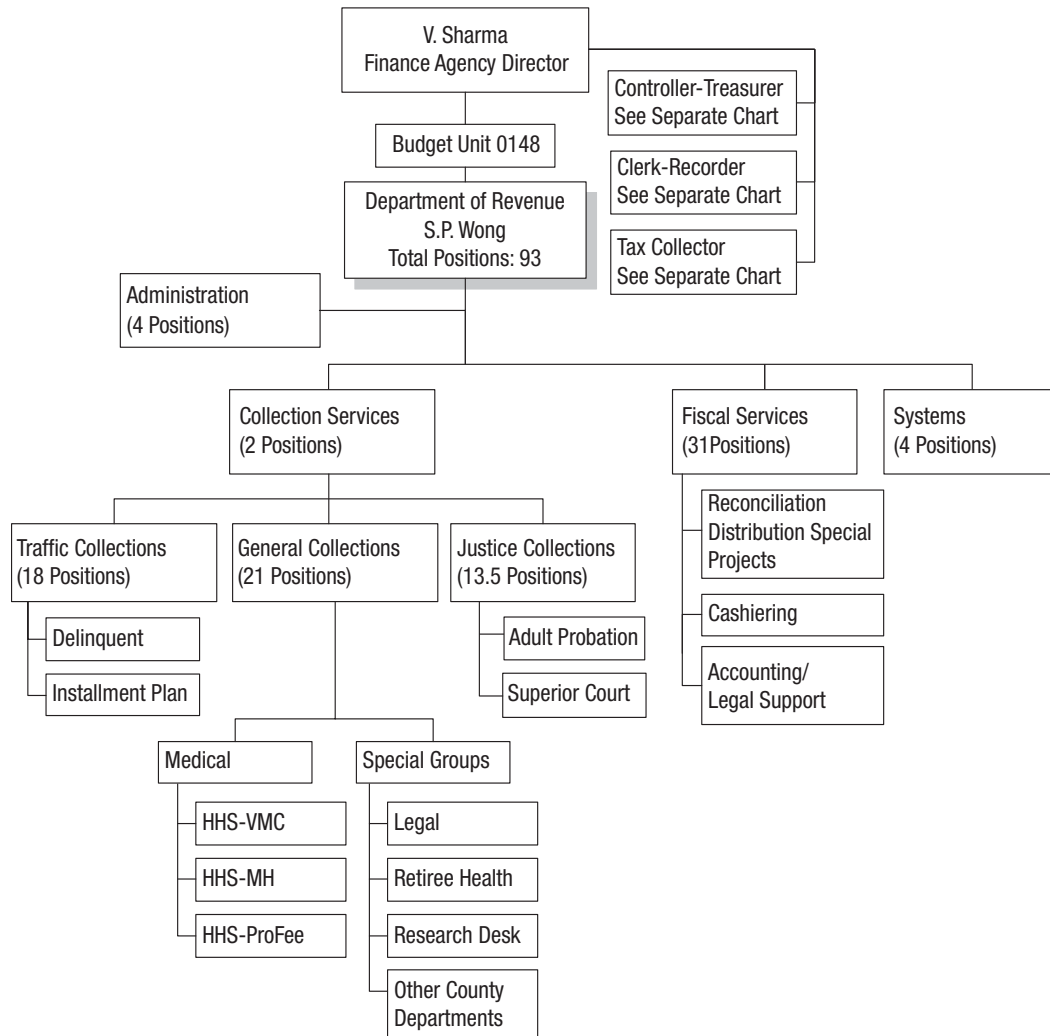 V. Sharma
Finance Agency Director
Controller-Treasurer
See Separate Chart
Budget Unit 0148
Clerk-Recorder
See Separate Chart
Department of Revenue
S.P. Wong
Total Positions: 93
Tax Collector
See Separate Chart
Administration
(4 Positions)
Collection Services
(2 Positions)
Fiscal Services
(31Positions)
Systems
(4 Positions)
Traffic Collections
(18 Positions)
General Collections
(21 Positions)
Justice Collections
(13.5 Positions)
Reconciliation
Distribution Special
Projects
Cashiering
Accounting/
Legal Support
Delinquent
Installment Plan
Adult Probation
Superior Court
Medical
HHS-VMC
HHS-MH
HHS-ProFee
Special Groups
Legal
Retiree Health
Research Desk
Other County
Departments